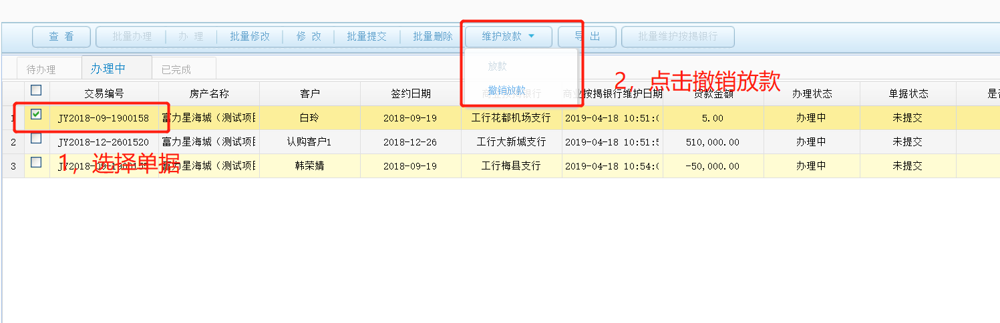 查 看 批量办理 办 理 批量修改 修 改 批量提交 批量删除 维护放款 导 出 批量维护按揭银行
待办理 办理中 已完成
放款
撤销放款
2，点击撤销放款
交易编号 房产名称 客户 签约日期 商业按揭银行 商业按揭银行维护日期 贷款金额 办理状态 单据状态 是
1 JY2018-09-1900158 富力星海城（测试项目 白玲 2018-09-19 工行花都机场支行 2019-04-18 10:51:0 5.00 办理中 未提交
2 JY2018-12-2601520 富力星海城（测试项目 认购客户1 2018-12-26 工行大新城支行 2019-04-18 10:51:5 510,000.00 办理中 未提交
1，选择单据
3 JY2018-09-1900155 富力星海城（测试项目 韩荣婧 2018-09-19 工行梅县支行 2019-04-18 10:54:0 -50,000.00 办理中 未提交